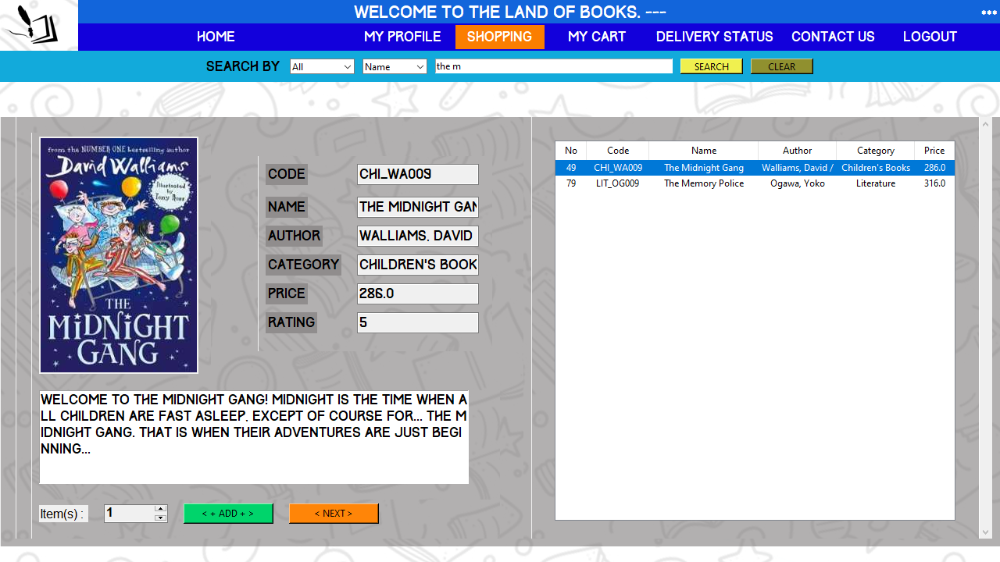 WELCOME TO THE LAND OF BOOKS. ---
***
HOME MY PROFILE SHOPPING MY CART DELIVERY STATUS CONTACT US LOGOUT
SEARCH BY All Name the m SEARCH CLEAR
from the NUMBER ONE bestselling author
David Walliams
Illustrated by Tony Ross
THE MIDNIGHT GANG
CODE CHI_WA009
NAME THE MIDNIGHT GAN
AUTHOR WALLIAMS, DAVID
CATEGORY CHILDREN'S BOOK
PRICE 286.0
RATING 5
No Code Name Author Category Price
49 CHI_WA009 The Midnight Gang Walliams, David / Children's Books 286.0
79 LIT_OG009 The Memory Police Ogawa, Yoko Literature 316.0
WELCOME TO THE MIDNIGHT GANG! MIDNIGHT IS THE TIME WHEN A
LL CHILDREN ARE FAST ASLEEP, EXCEPT OF COURSE FOR... THE M
IDNIGHT GANG. THAT IS WHEN THEIR ADVENTURES ARE JUST BEGI
NNING...
Item(s) : 1 < + ADD + > < NEXT >